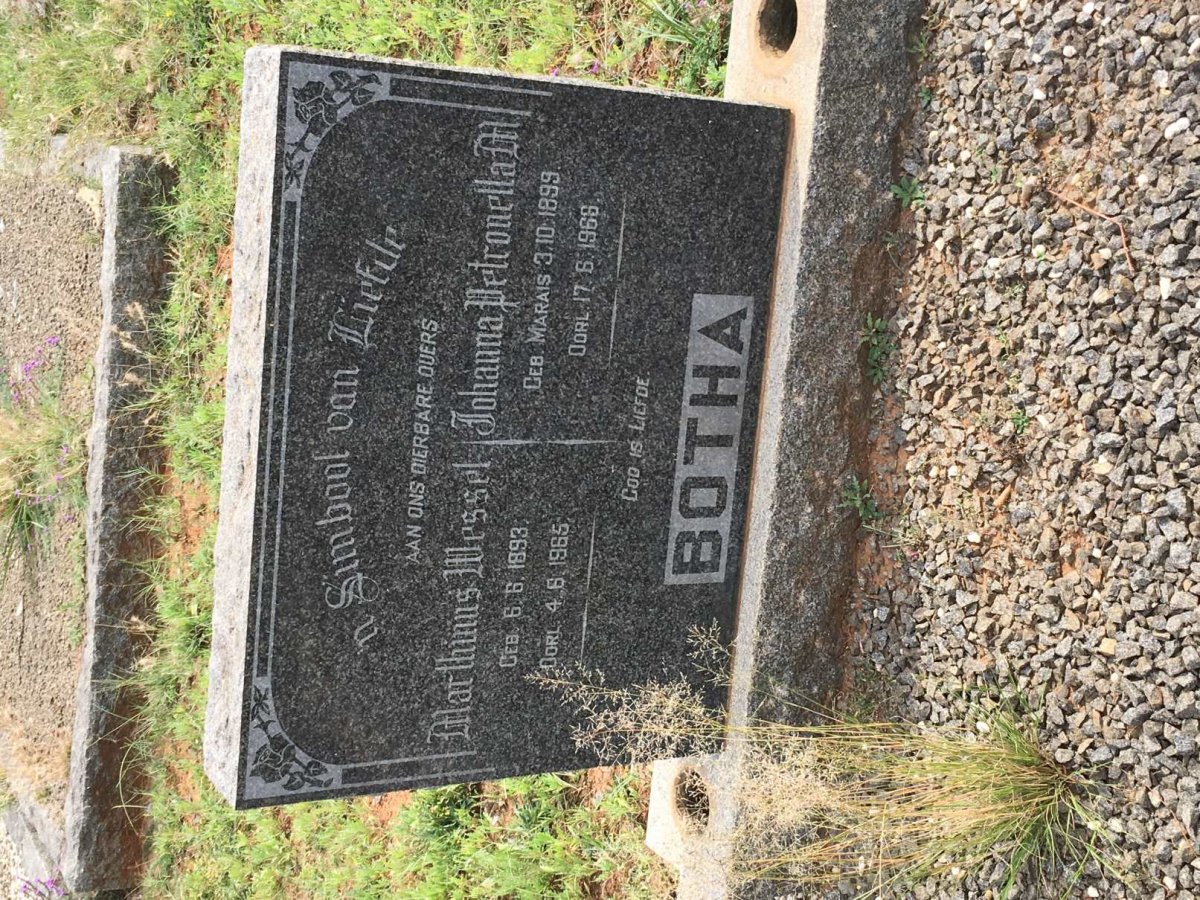 'n Simbool van Liefde
AAN ONS DIERBARE OUERS
Marthinus Wessel
GEB. 6.6.1893.
OORL. 4.6.1965.
Johanna Petronella M
GEB. MARAIS 3.10.1899
OORL. 17.6.1968.
GOD IS LIEFDE
BOTHA